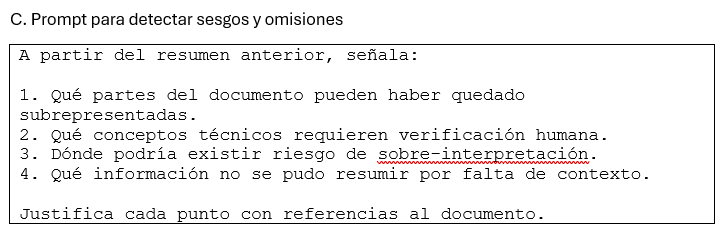 C. Prompt para detectar sesgos y omisiones
A partir del resumen anterior, señala:
1. Qué partes del documento pueden haber quedado
subrepresentadas.
2. Qué conceptos técnicos requieren verificación humana.
3. Dónde podría existir riesgo de sobre-interpretación.
4. Qué información no se pudo resumir por falta de contexto.
Justifica cada punto con referencias al documento.